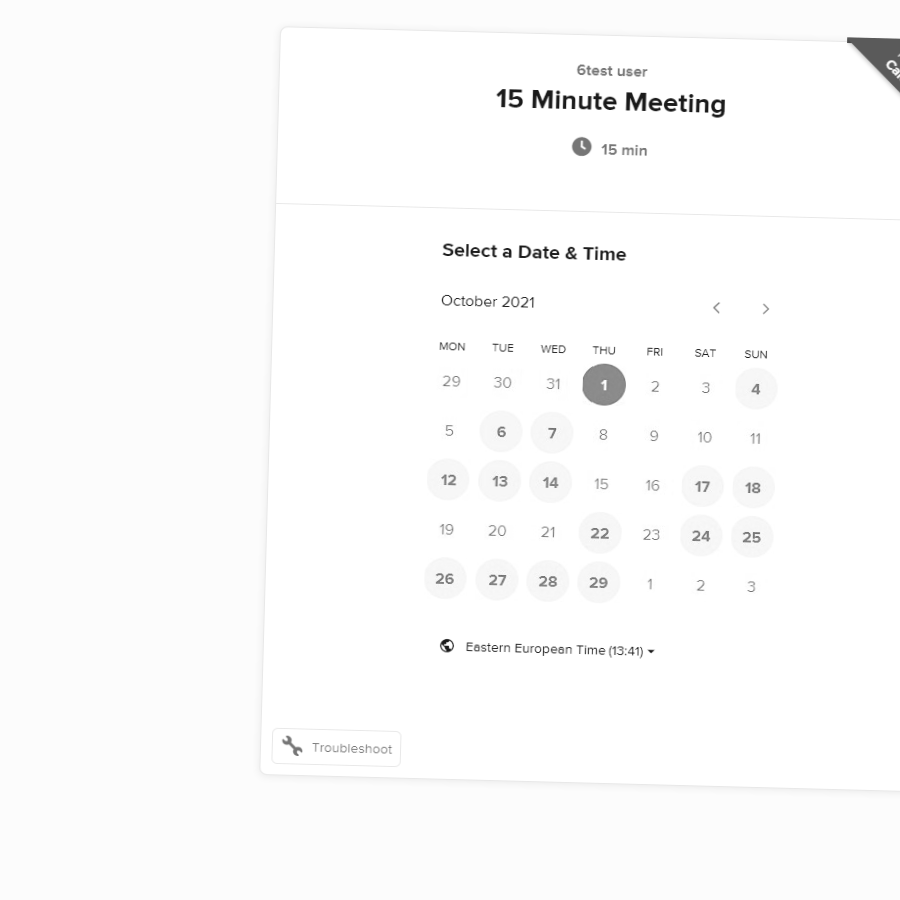 6test user
15 Minute Meeting
15 min
Select a Date & Time
October 2021
MON TUE WED THU FRI SAT SUN
29 30 31 1 2 3 4
5 6 7 8 9 10 11
12 13 14 15 16 17 18
19 20 21 22 23 24 25
26 27 28 29 1 2 3
Eastern European Time (13:41)
Troubleshoot